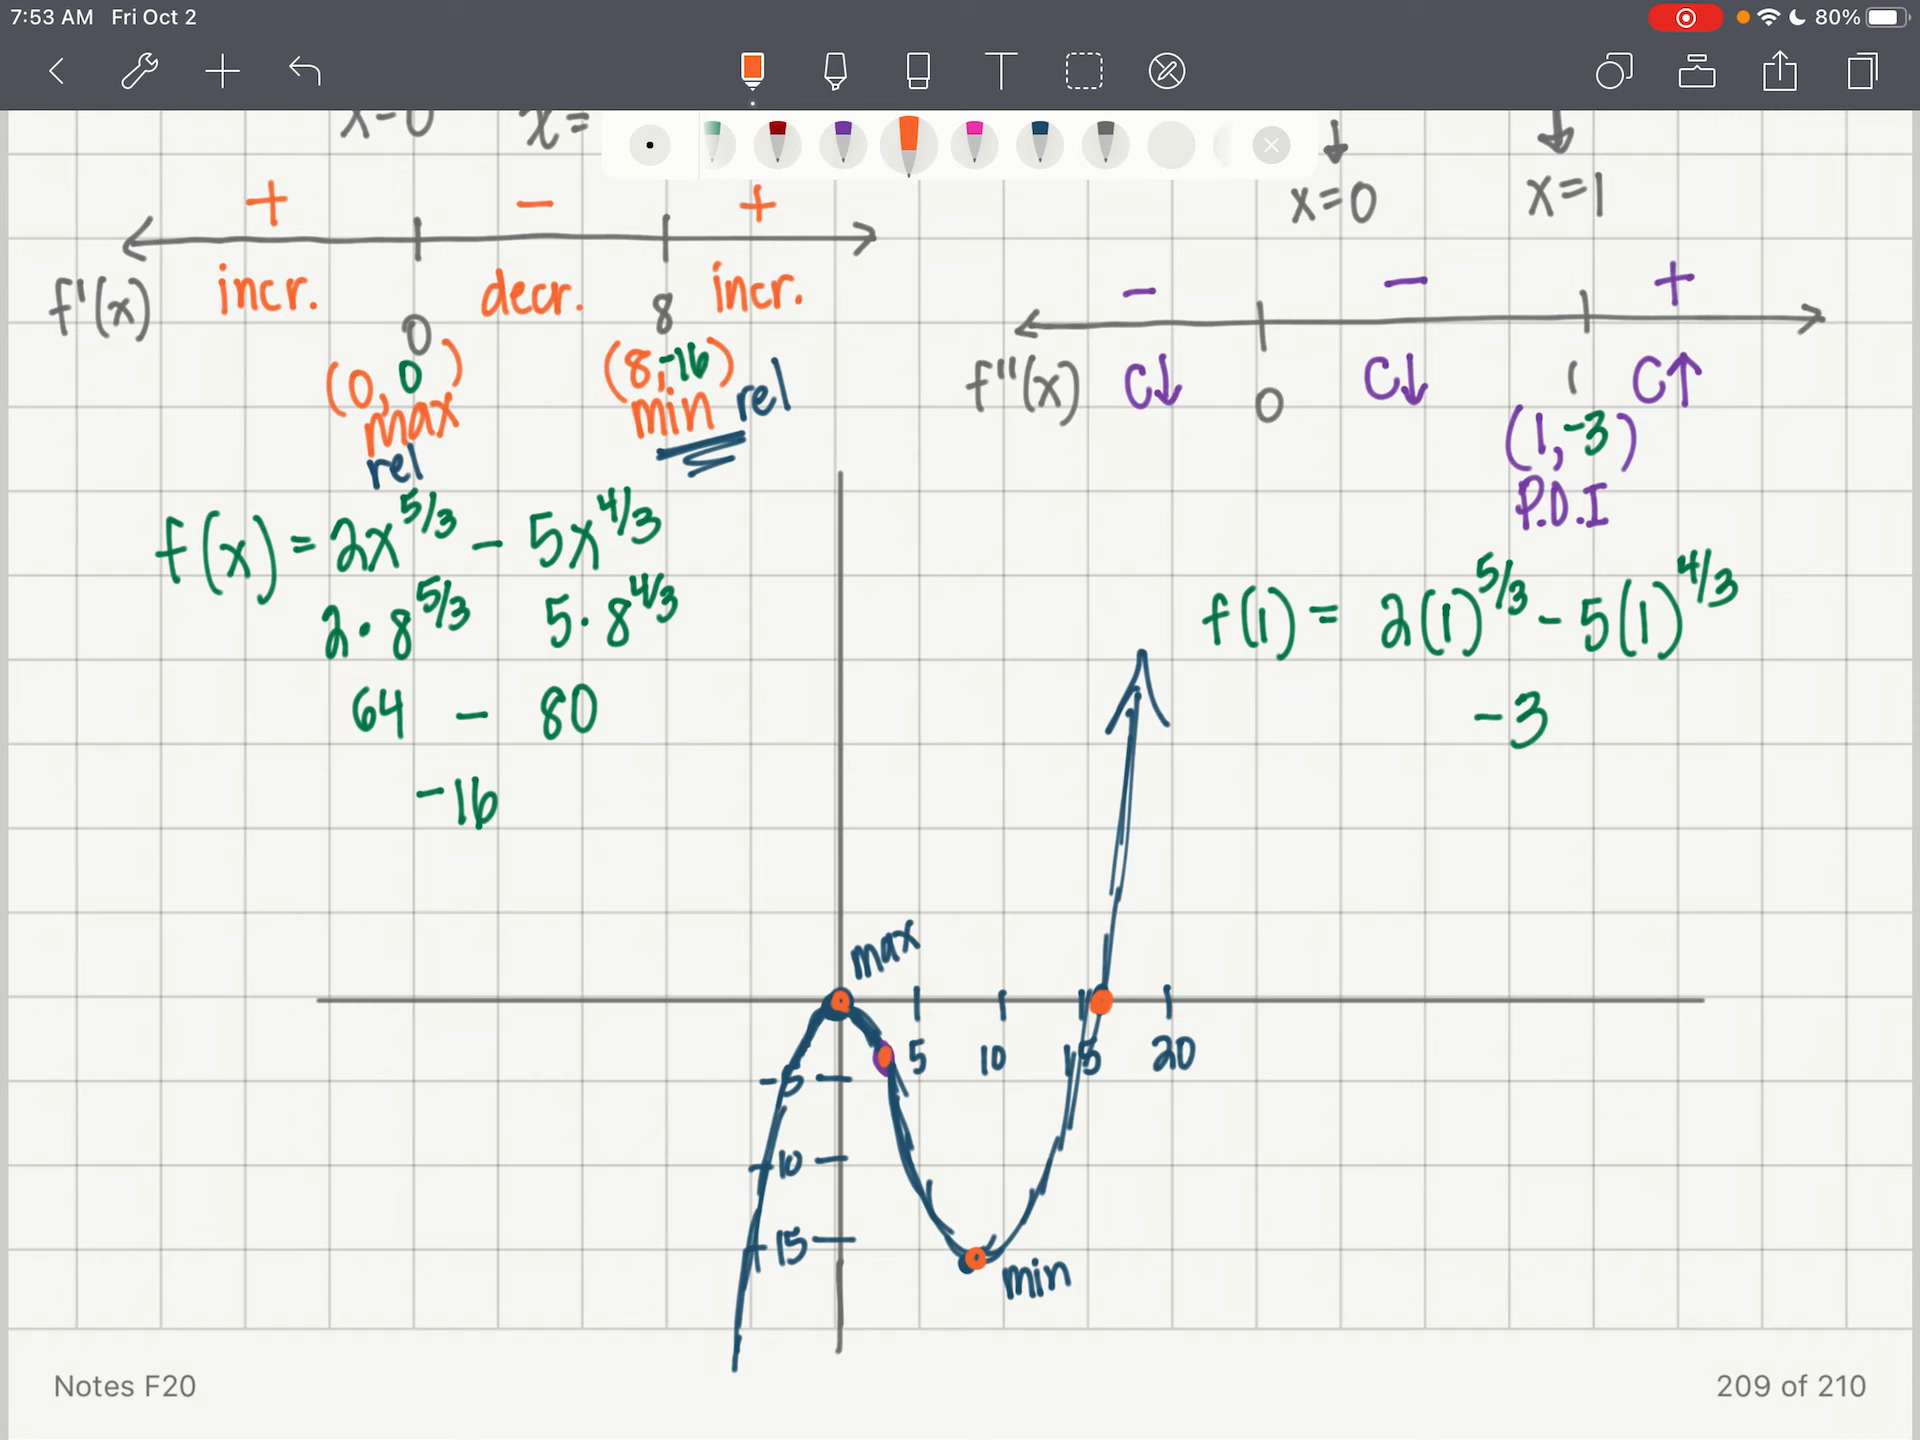 7:53 AM Fri Oct 2
80%
x=0
x=
x=0
x=1
+ - +
f'(x) incr. decr. incr.
0 8
(0, 0) (8, -16)
max min rel
rel
- - +
f''(x) C↓ C↓ C↑
0 1
(1, -3)
P.O.I
f(x) = 2x^5/3 - 5x^4/3
2·8^5/3 5·8^4/3
64 - 80
-16
f(1) = 2(1)^5/3 - 5(1)^4/3
-3
max
5 10 15 20
-5
-10
-15
min
Notes F20
209 of 210